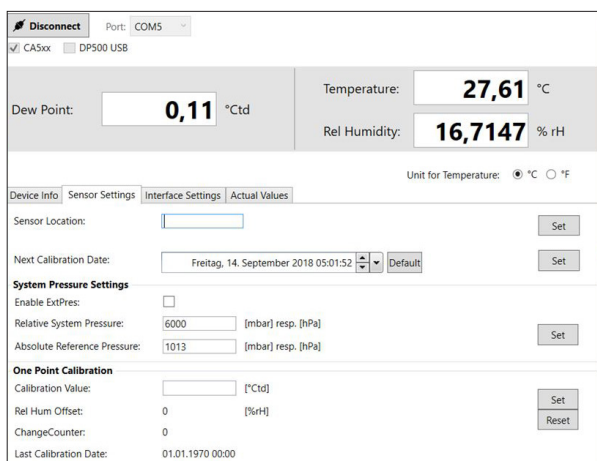 Disconnect Port: COM5
CA5xx DP500 USB
Dew Point: 0,11 °Ctd
Temperature: 27,61 °C
Rel Humidity: 16,7147 % rH
Unit for Temperature: °C °F
Device Info Sensor Settings Interface Settings Actual Values
Sensor Location: Set
Next Calibration Date: Freitag, 14. September 2018 05:01:52 Default Set
System Pressure Settings
Enable ExtPres:
Relative System Pressure: 6000 [mbar] resp. [hPa]
Set
Absolute Reference Pressure: 1013 [mbar] resp. [hPa]
One Point Calibration
Calibration Value: [°Ctd]
Set
Rel Hum Offset: 0 [%rH]
Reset
ChangeCounter: 0
Last Calibration Date: 01.01.1970 00:00